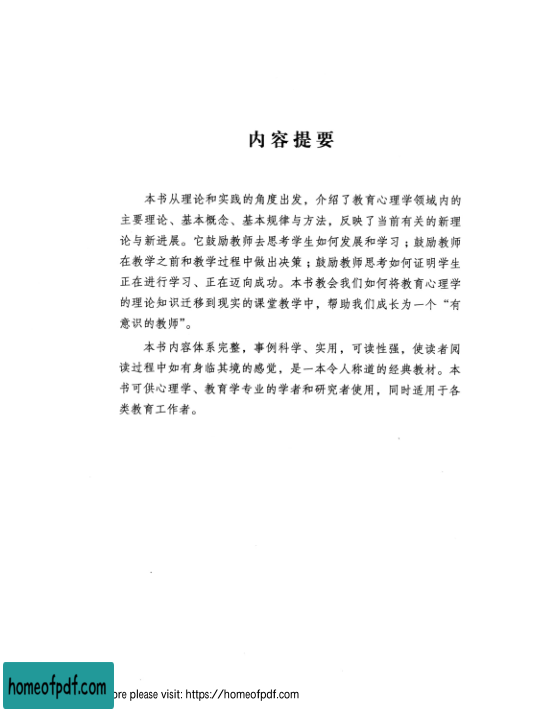 内容提要
本书从理论和实践的角度出发，介绍了教育心理学领域内的
主要理论、基本概念、基本规律与方法，反映了当前有关的新理
论与新进展。它鼓励教师去思考学生如何发展和学习；鼓励教师
在教学之前和教学过程中做出决策；鼓励教师思考如何证明学生
正在进行学习、正在迈向成功。本书教会我们如何将教育心理学
的理论知识迁移到现实的课堂教学中，帮助我们成长为一个“有
意识的教师”。
本书内容体系完整，事例科学、实用，可读性强，使读者阅
读过程中如有身临其境的感觉，是一本令人称道的经典教材。本
书可供心理学、教育学专业的学者和研究者使用，同时适用于各
类教育工作者。
homeofpdf.com
ore please visit: https://homeofpdf.com